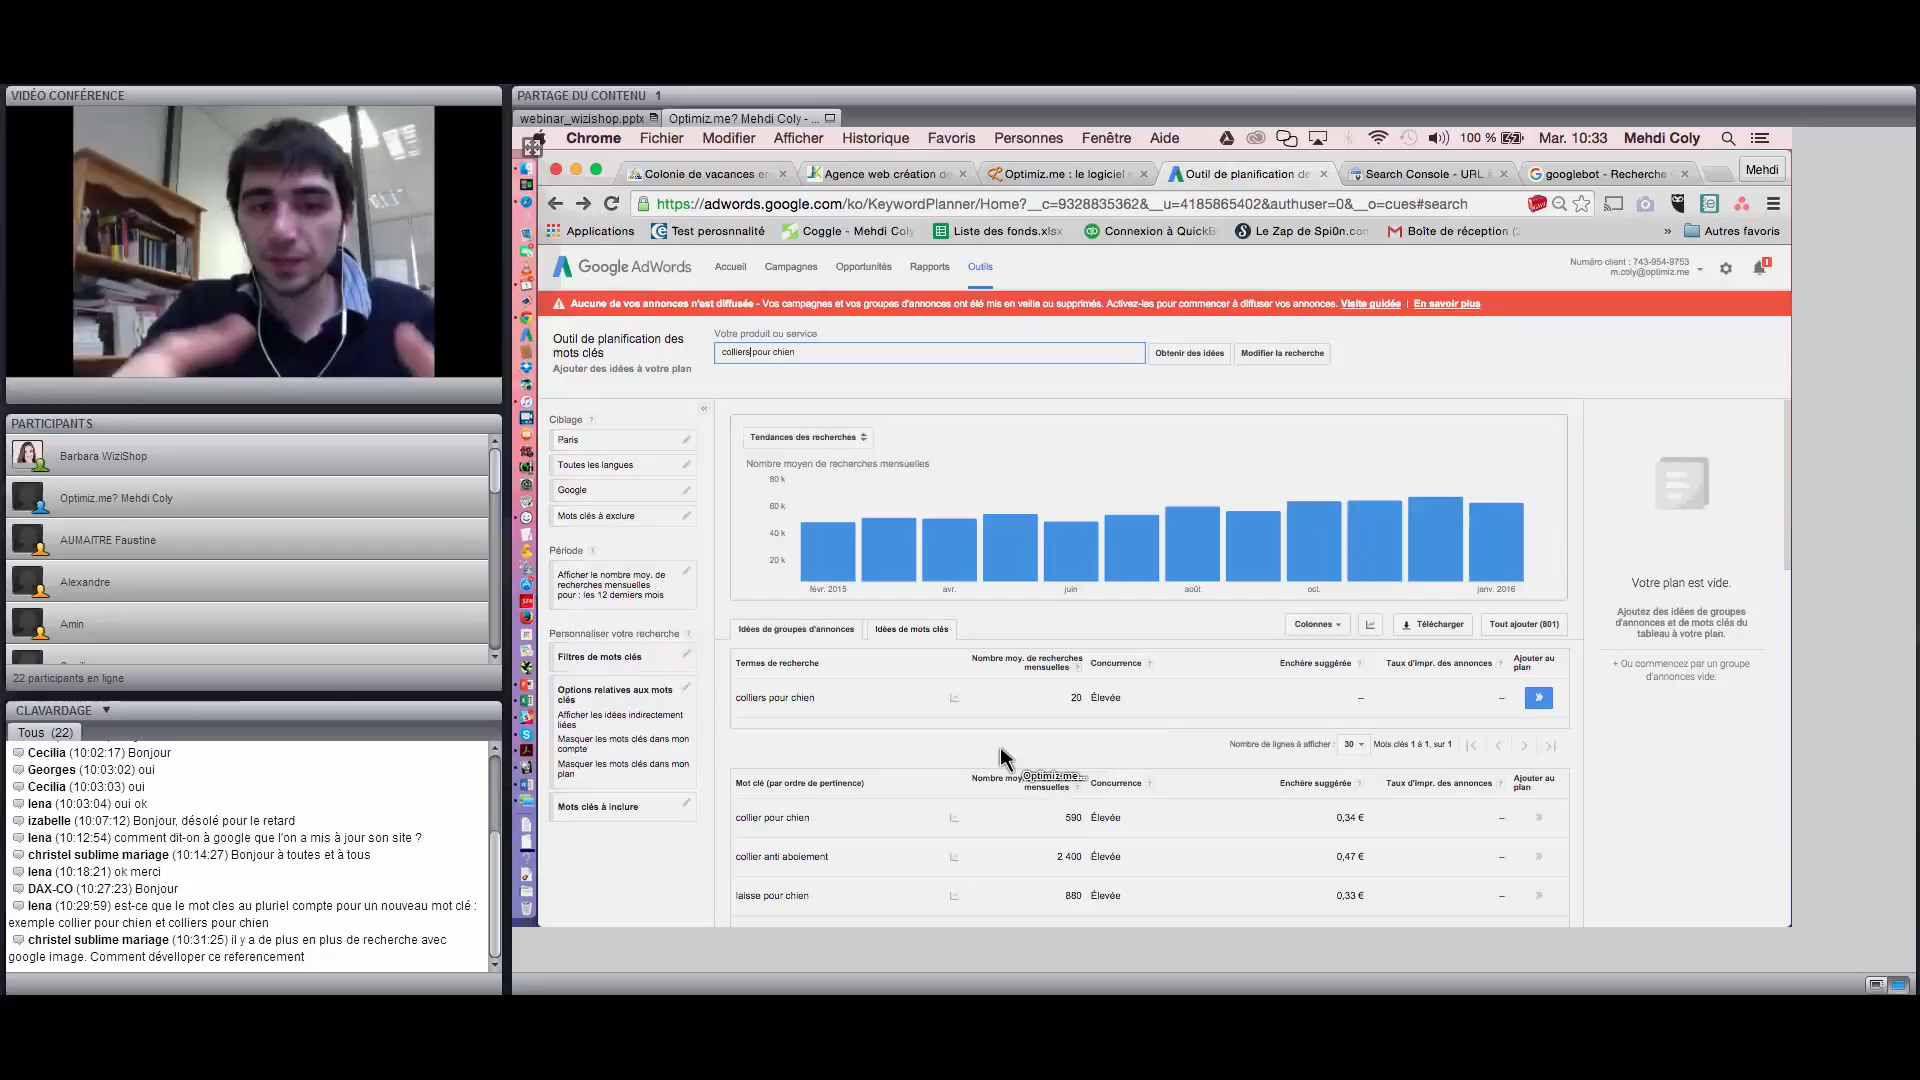 VIDÉO CONFÉRENCE
PARTICIPANTS
Barbara WiziShop
Optimiz.me? Mehdi Coly
AUMAITRE Faustine
Alexandre
Amin
22 participants en ligne
CLAVARDAGE
Tous (22)
Cecilia (10:02:17) Bonjour
Georges (10:03:02) oui
Cecilia (10:03:03) oui
lena (10:03:04) oui ok
izabelle (10:07:12) Bonjour, désolé pour le retard
lena (10:12:54) comment dit-on à google que l'on a mis à jour son site ?
christel sublime mariage (10:14:27) Bonjour à toutes et à tous
lena (10:18:21) ok merci
DAX-CO (10:27:23) Bonjour
lena (10:29:59) est-ce que le mot cles au pluriel compte pour un nouveau mot clé :
exemple collier pour chien et colliers pour chien
christel sublime mariage (10:31:25) il y a de plus en plus de recherche avec
google image. Comment dévelloper ce referencement
PARTAGE DU CONTENU 1
webinar_wizishop.pptx Optimiz.me? Mehdi Coly - ...
Chrome Fichier Modifier Afficher Historique Favoris Personnes Fenêtre Aide 100 % Mar. 10:33 Mehdi Coly
Colonie de vacances en Agence web création de Optimiz.me : le logiciel Outil de planification de Search Console - URL googlebot - Recherche Mehdi
https://adwords.google.com/ko/KeywordPlanner/Home?__c=9328835362&__u=4185865402&authuser=0&__o=cues#search
Applications Test perosnnalité Coggle - Mehdi Coly Liste des fonds.xlsx Connexion à QuickB Le Zap de Spi0n.com Boîte de réception (2 » Autres favoris
Google AdWords Accueil Campagnes Opportunités Rapports Outils
Numéro client : 743-954-9753
m.coly@optimiz.me
Aucune de vos annonces n'est diffusée - Vos campagnes et vos groupes d'annonces ont été mis en veille ou supprimés. Activez-les pour commencer à diffuser vos annonces. Visite guidée | En savoir plus
Outil de planification des
mots clés
Ajouter des idées à votre plan
Votre produit ou service
colliers pour chien
Obtenir des idées Modifier la recherche
Ciblage ?
Paris
Toutes les langues
Google
Mots clés à exclure
Période ?
Afficher le nombre moy. de
recherches mensuelles
pour : les 12 derniers mois
Personnaliser votre recherche ?
Filtres de mots clés
Options relatives aux mots
clés
Afficher les idées indirectement
liées
Masquer les mots clés dans mon
compte
Masquer les mots clés dans mon
plan
Mots clés à inclure
«
Tendances des recherches
Nombre moyen de recherches mensuelles
80 k
60 k
40 k
20 k
févr. 2015 avr. juin août oct. janv. 2016
Idées de groupes d'annonces Idées de mots clés
Colonnes Télécharger Tout ajouter (801)
Termes de recherche Nombre moy. de recherches mensuelles ? Concurrence ? Enchère suggérée ? Taux d'impr. des annonces ? Ajouter au plan
colliers pour chien 20 Élevée – – »
Nombre de lignes à afficher : 30 Mots clés 1 à 1, sur 1
Optimiz.me...
Mot clé (par ordre de pertinence) Nombre moy mensuelles ? Concurrence ? Enchère suggérée ? Taux d'impr. des annonces ? Ajouter au plan
collier pour chien 590 Élevée 0,34 € – »
collier anti aboiement 2 400 Élevée 0,47 € – »
laisse pour chien 880 Élevée 0,33 € – »
Votre plan est vide.
Ajoutez des idées de groupes
d'annonces et de mots clés du
tableau à votre plan.
+ Ou commencez par un groupe
d'annonces vide.